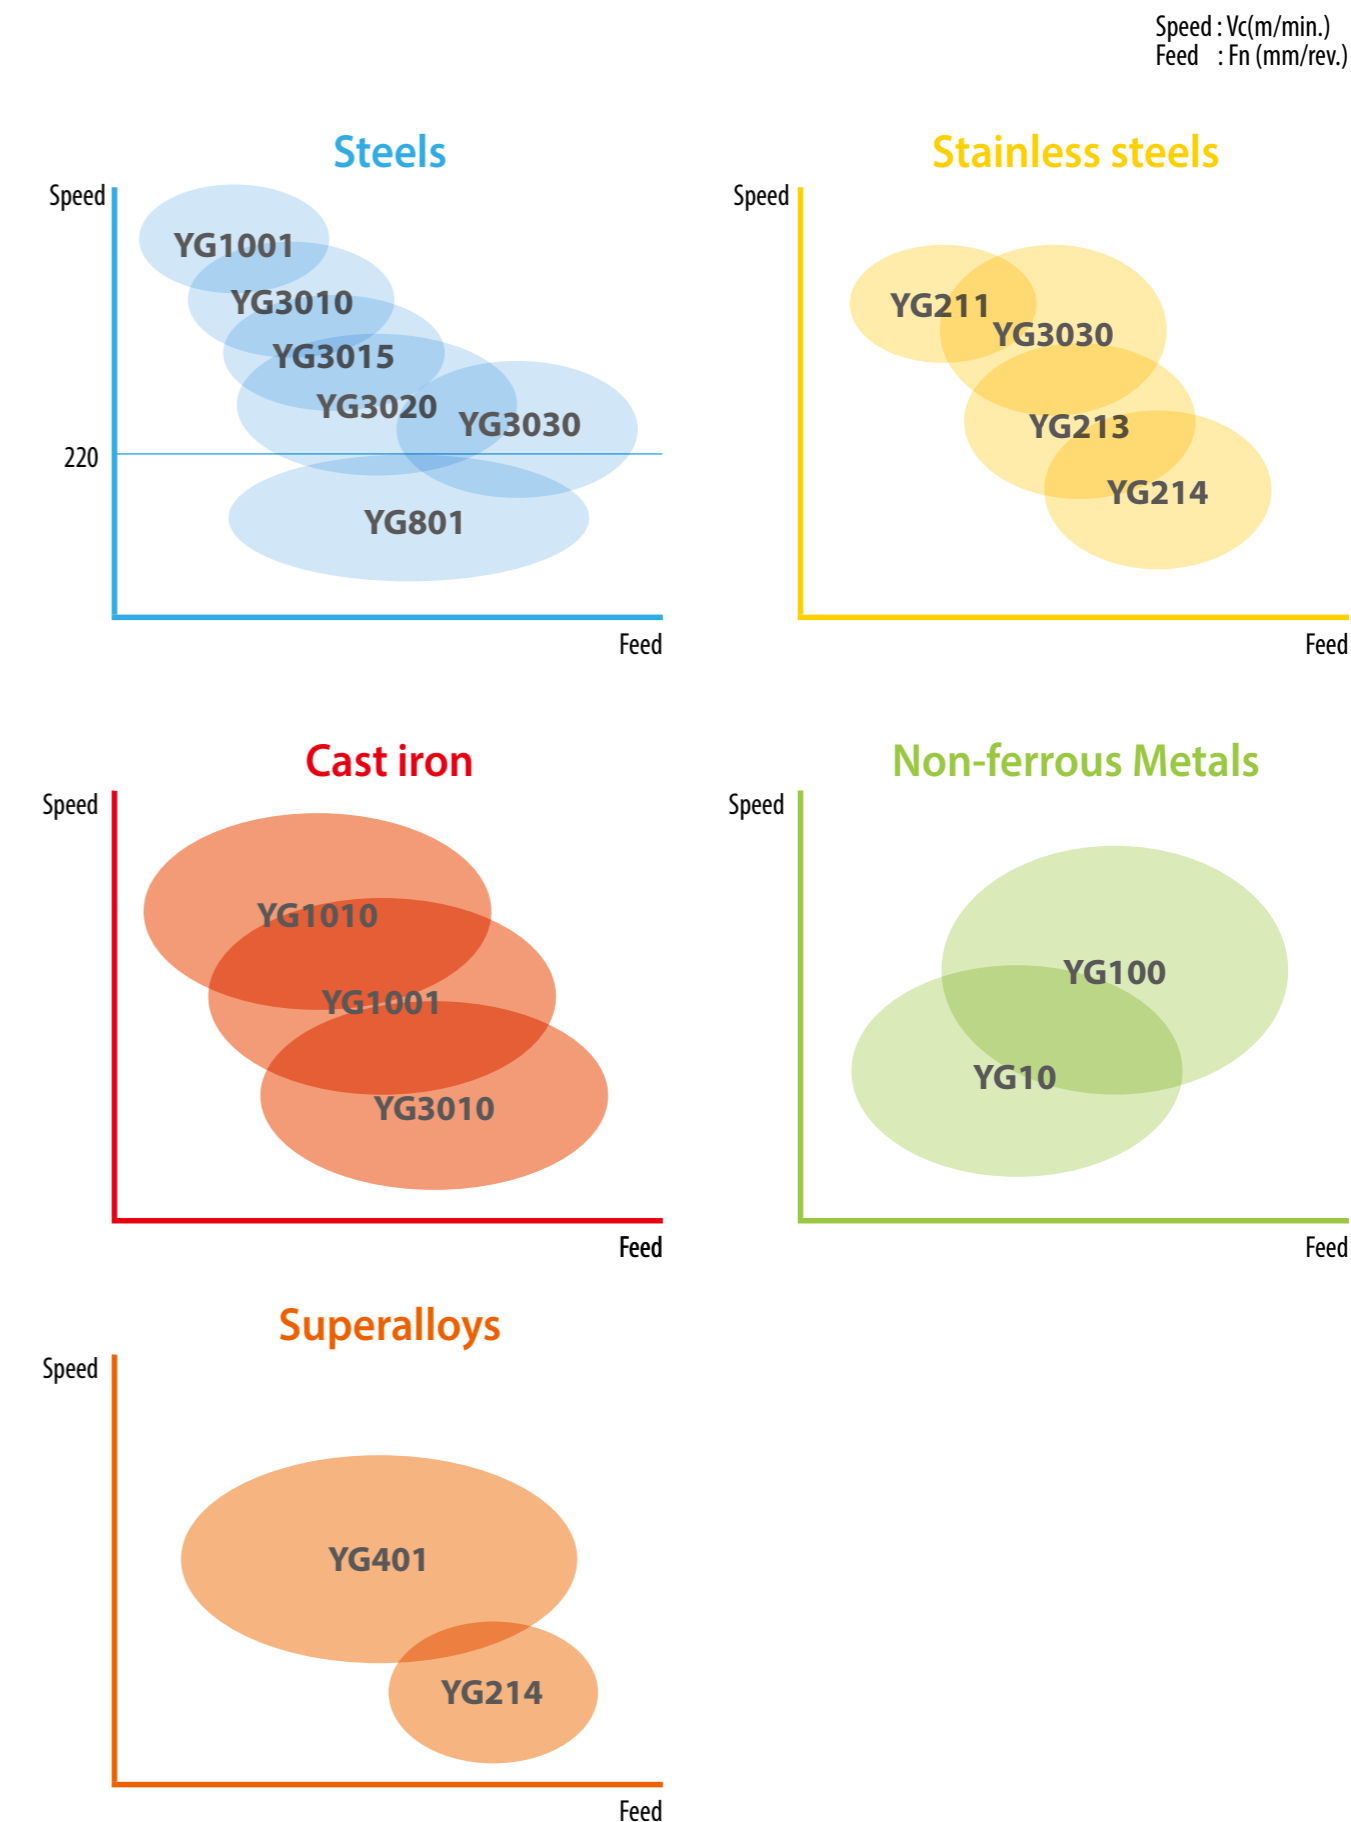 Speed : Vc(m/min.)
Feed : Fn (mm/rev.)
Steels
Speed
YG1001
YG3010
YG3015
YG3020
YG3030
220
YG801
Feed
Stainless steels
Speed
YG211
YG3030
YG213
YG214
Feed
Cast iron
Speed
YG1010
YG1001
YG3010
Feed
Non-ferrous Metals
Speed
YG100
YG10
Feed
Superalloys
Speed
YG401
YG214
Feed